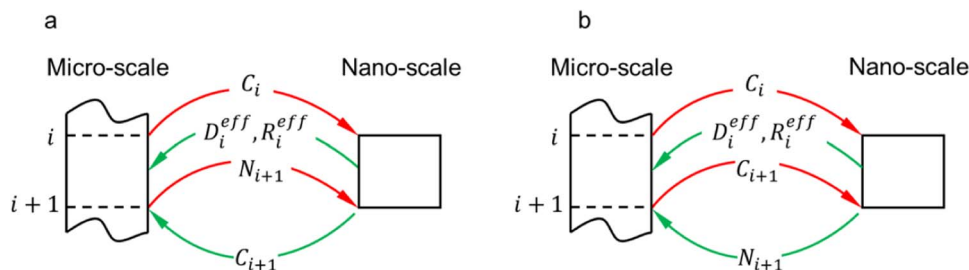 a
Micro-scale Nano-scale
C_i
i
D_i^{eff}, R_i^{eff}
N_{i+1}
i + 1
C_{i+1}
b
Micro-scale Nano-scale
C_i
i
D_i^{eff}, R_i^{eff}
C_{i+1}
i + 1
N_{i+1}